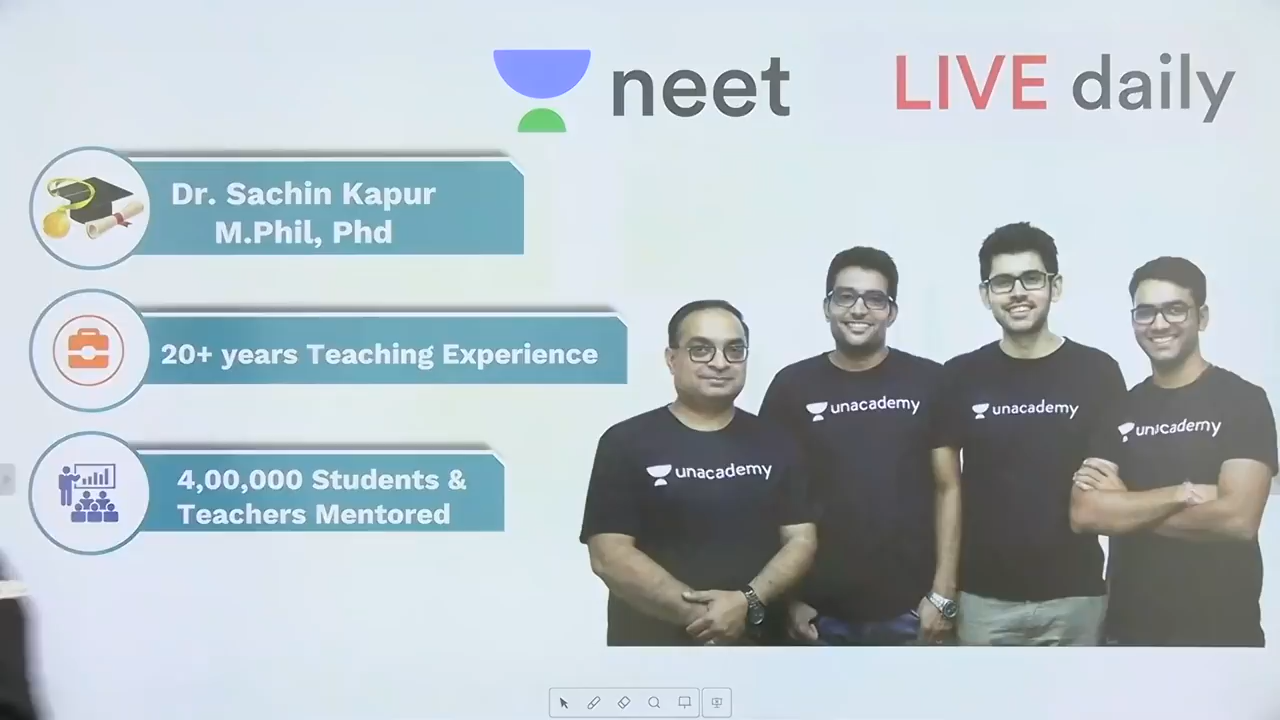 neet
LIVE daily
Dr. Sachin Kapur
M.Phil, Phd
20+ years Teaching Experience
4,00,000 Students &
Teachers Mentored
unacademy
unacademy
unacademy
unacademy